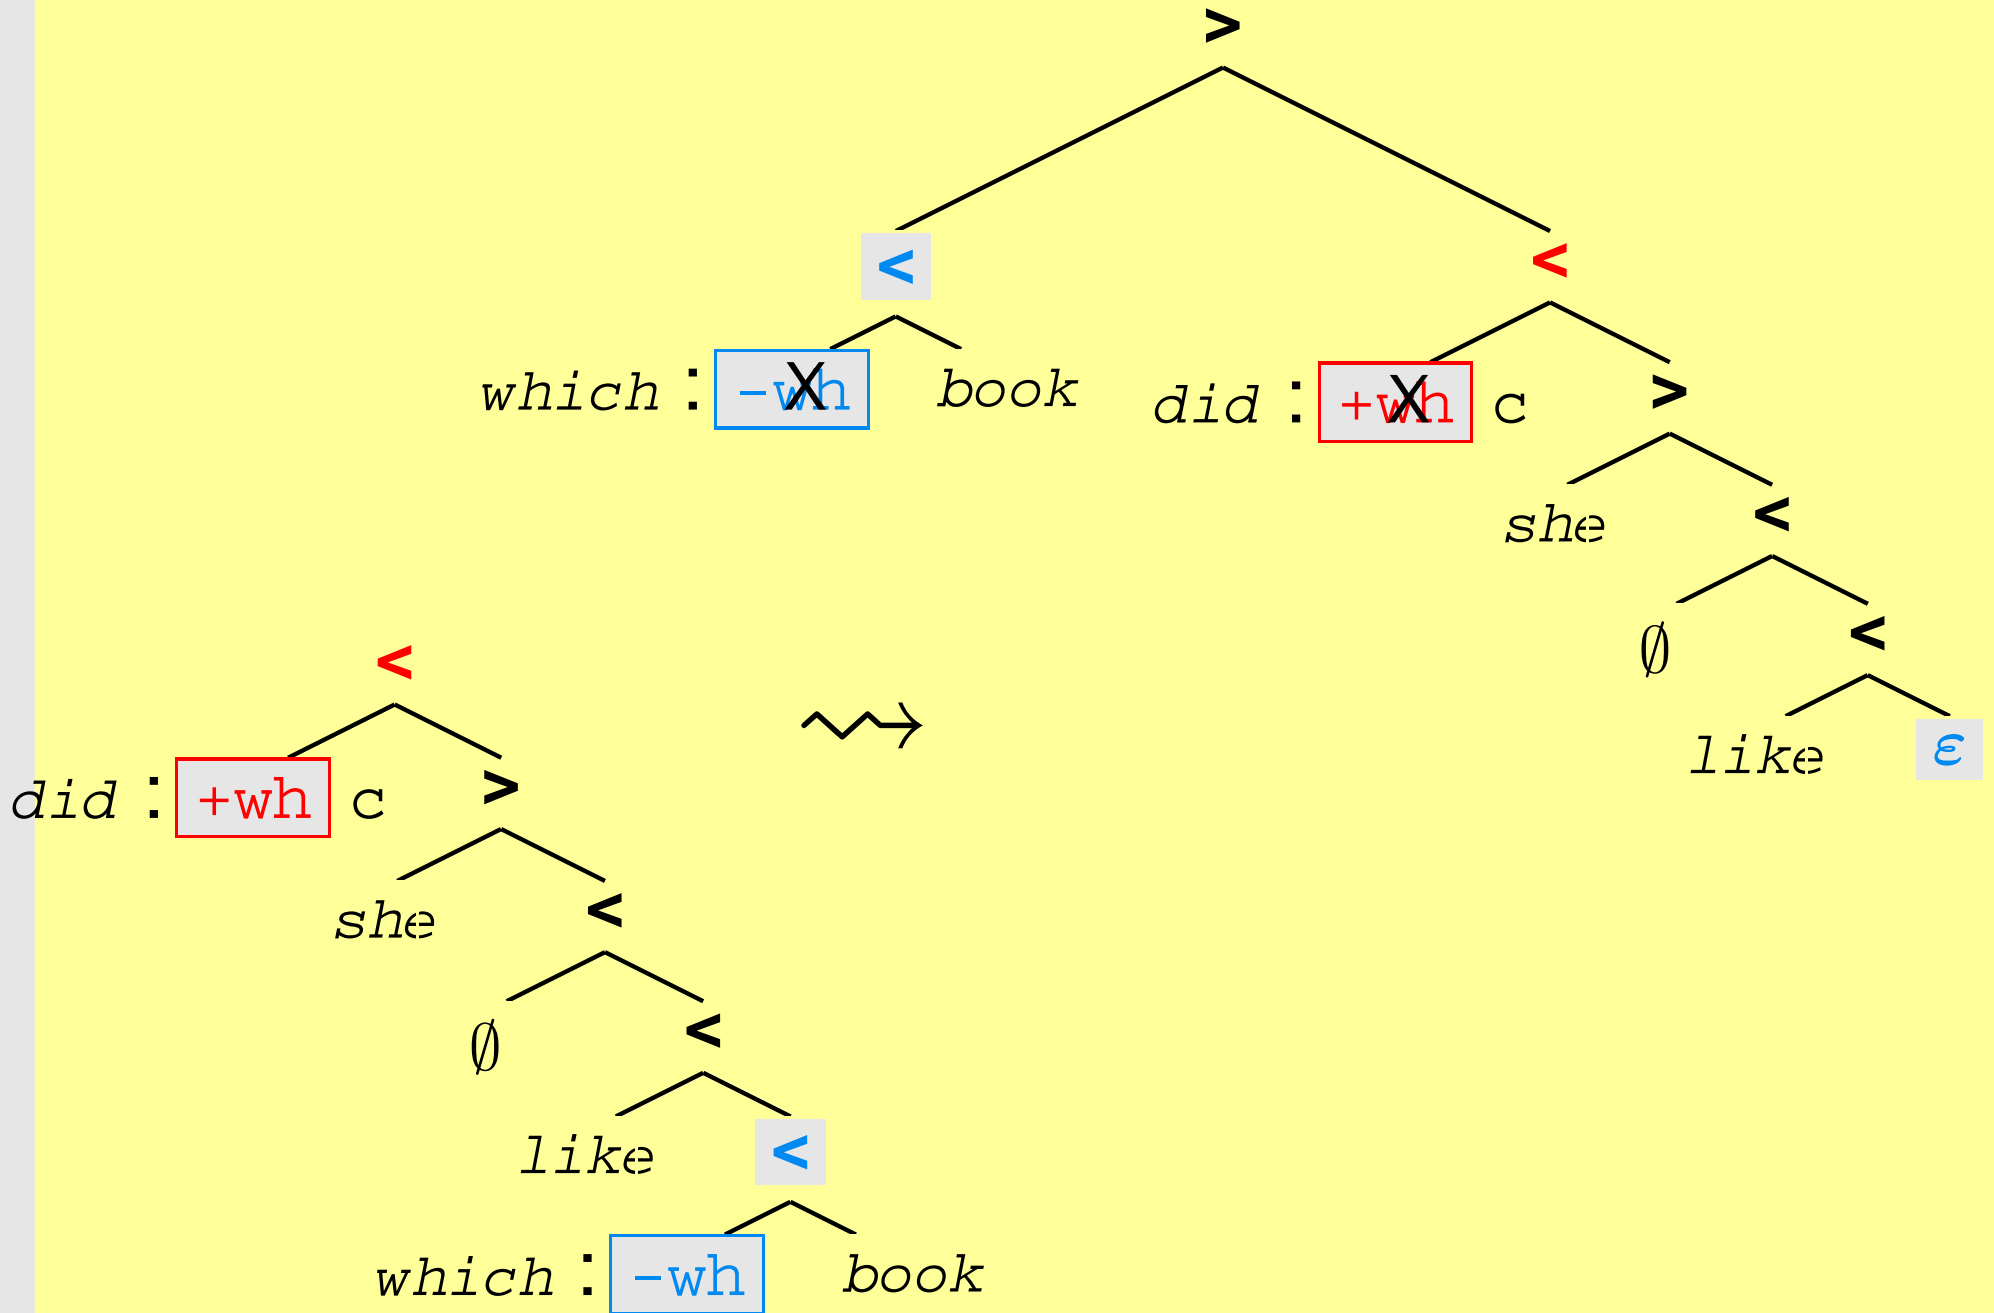 >
< <
which : -wh book did : +wh c >
she <
∅ <
like ε
<
did : +wh c >
she <
∅ <
like <
which : -wh book